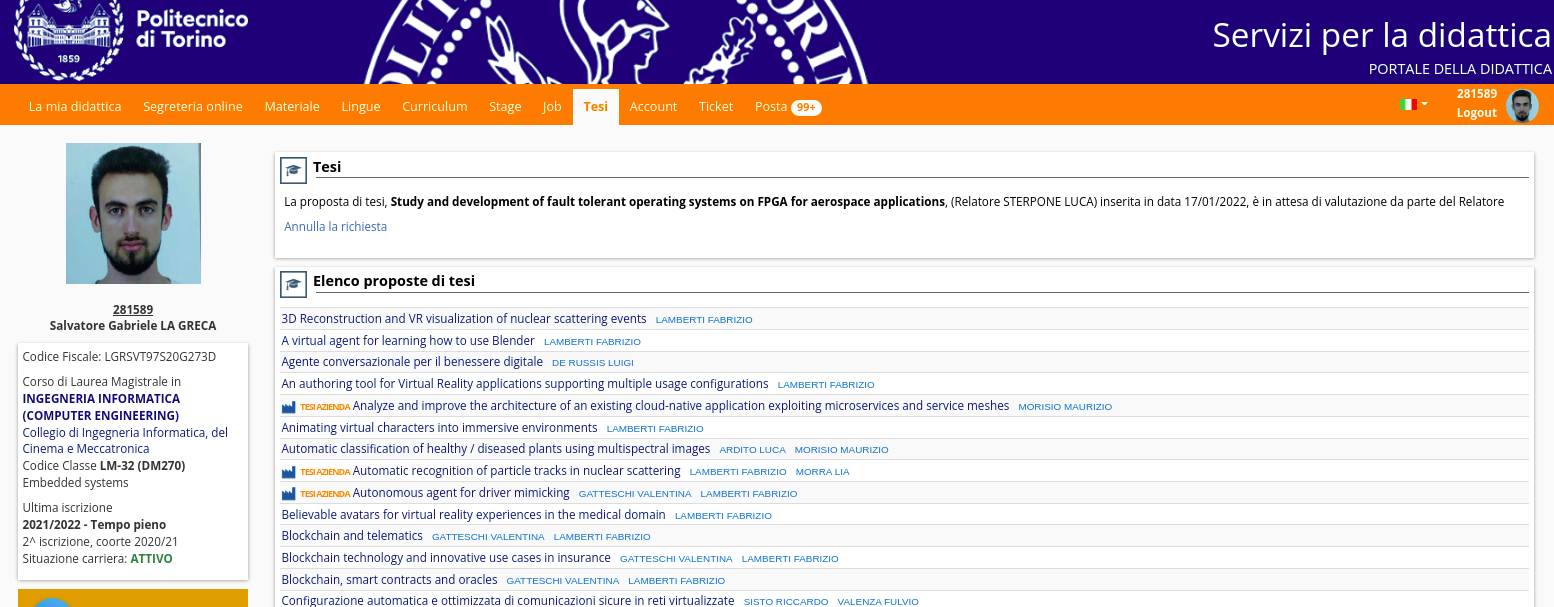 Politecnico
di Torino
1859
POLIT
TORINO
Servizi per la didattica
PORTALE DELLA DIDATTICA
La mia didattica Segreteria online Materiale Lingue Curriculum Stage Job Tesi Account Ticket Posta 99+
281589
Logout
281589
Salvatore Gabriele LA GRECA
Codice Fiscale: LGRSVT97S20G273D
Corso di Laurea Magistrale in
INGEGNERIA INFORMATICA
(COMPUTER ENGINEERING)
Collegio di Ingegneria Informatica, del
Cinema e Meccatronica
Codice Classe LM-32 (DM270)
Embedded systems
Ultima iscrizione
2021/2022 - Tempo pieno
2^ iscrizione, coorte 2020/21
Situazione carriera: ATTIVO
Tesi
La proposta di tesi, Study and development of fault tolerant operating systems on FPGA for aerospace applications, (Relatore STERPONE LUCA) inserita in data 17/01/2022, è in attesa di valutazione da parte del Relatore
Annulla la richiesta
Elenco proposte di tesi
3D Reconstruction and VR visualization of nuclear scattering events LAMBERTI FABRIZIO
A virtual agent for learning how to use Blender LAMBERTI FABRIZIO
Agente conversazionale per il benessere digitale DE RUSSIS LUIGI
An authoring tool for Virtual Reality applications supporting multiple usage configurations LAMBERTI FABRIZIO
TESI AZIENDA Analyze and improve the architecture of an existing cloud-native application exploiting microservices and service meshes MORISIO MAURIZIO
Animating virtual characters into immersive environments LAMBERTI FABRIZIO
Automatic classification of healthy / diseased plants using multispectral images ARDITO LUCA MORISIO MAURIZIO
TESI AZIENDA Automatic recognition of particle tracks in nuclear scattering LAMBERTI FABRIZIO MORRA LIA
TESI AZIENDA Autonomous agent for driver mimicking GATTESCHI VALENTINA LAMBERTI FABRIZIO
Believable avatars for virtual reality experiences in the medical domain LAMBERTI FABRIZIO
Blockchain and telematics GATTESCHI VALENTINA LAMBERTI FABRIZIO
Blockchain technology and innovative use cases in insurance GATTESCHI VALENTINA LAMBERTI FABRIZIO
Blockchain, smart contracts and oracles GATTESCHI VALENTINA LAMBERTI FABRIZIO
Configurazione automatica e ottimizzata di comunicazioni sicure in reti virtualizzate SISTO RICCARDO VALENZA FULVIO